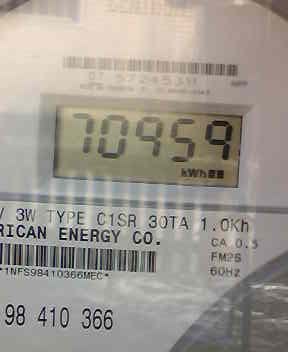 70959
kWh
V 3W TYPE C1SR 30TA 1.0Kh
RICAN ENERGY CO.
CA 0.5
FM2S
60Hz
*1NFS98410366MEC*
98 410 366